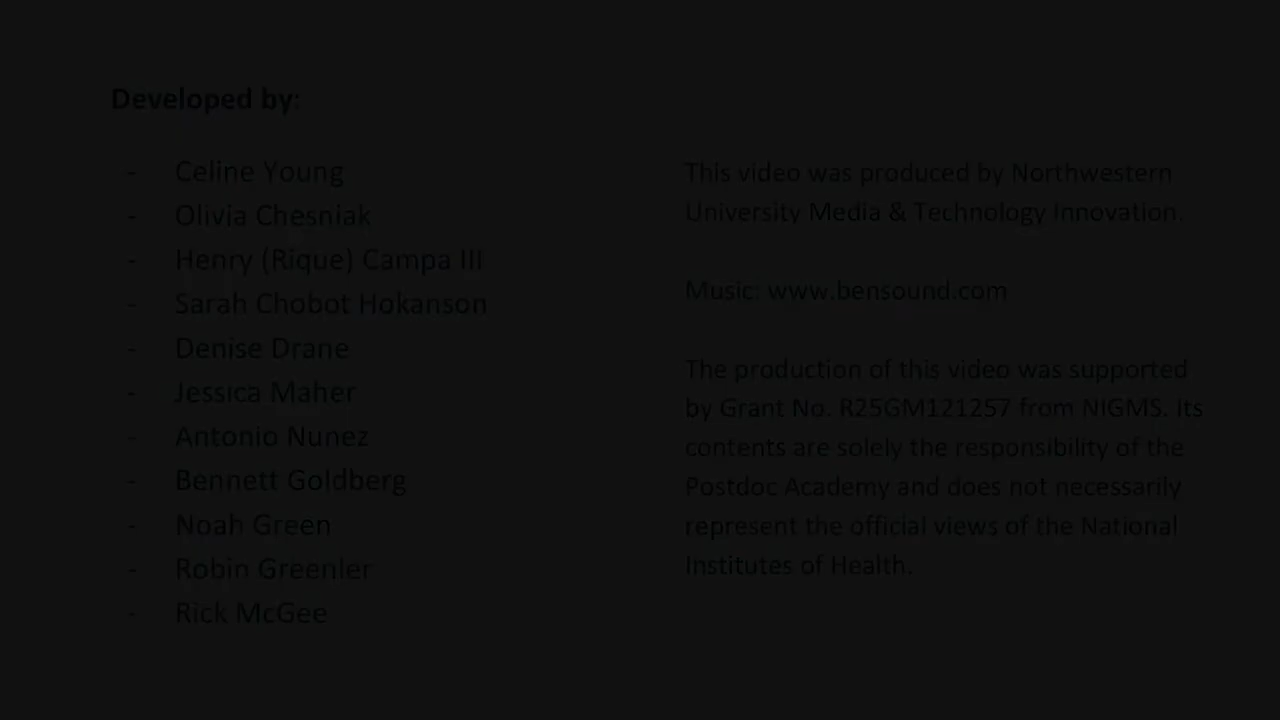 Developed by:
- Celine Young
- Olivia Chesniak
- Henry (Rique) Campa III
- Sarah Chobot Hokanson
- Denise Drane
- Jessica Maher
- Antonio Nunez
- Bennett Goldberg
- Noah Green
- Robin Greenler
- Rick McGee
This video was produced by Northwestern
University Media & Technology Innovation.
Music: www.bensound.com
The production of this video was supported
by Grant No. R25GM121257 from NIGMS. Its
contents are solely the responsibility of the
Postdoc Academy and does not necessarily
represent the official views of the National
Institutes of Health.